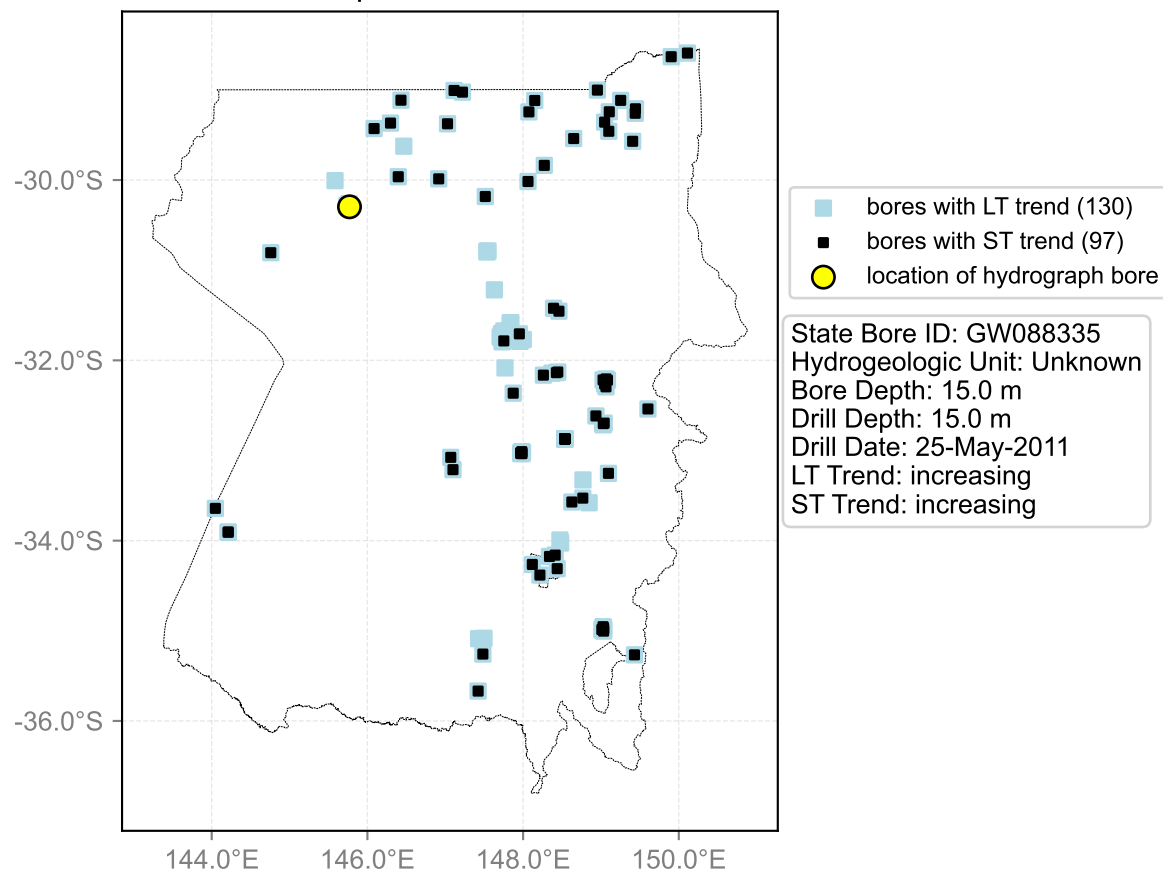 -30.0°S
-32.0°S
-34.0°S
-36.0°S
144.0°E 146.0°E 148.0°E 150.0°E
bores with LT trend (130)
bores with ST trend (97)
location of hydrograph bore
State Bore ID: GW088335
Hydrogeologic Unit: Unknown
Bore Depth: 15.0 m
Drill Depth: 15.0 m
Drill Date: 25-May-2011
LT Trend: increasing
ST Trend: increasing